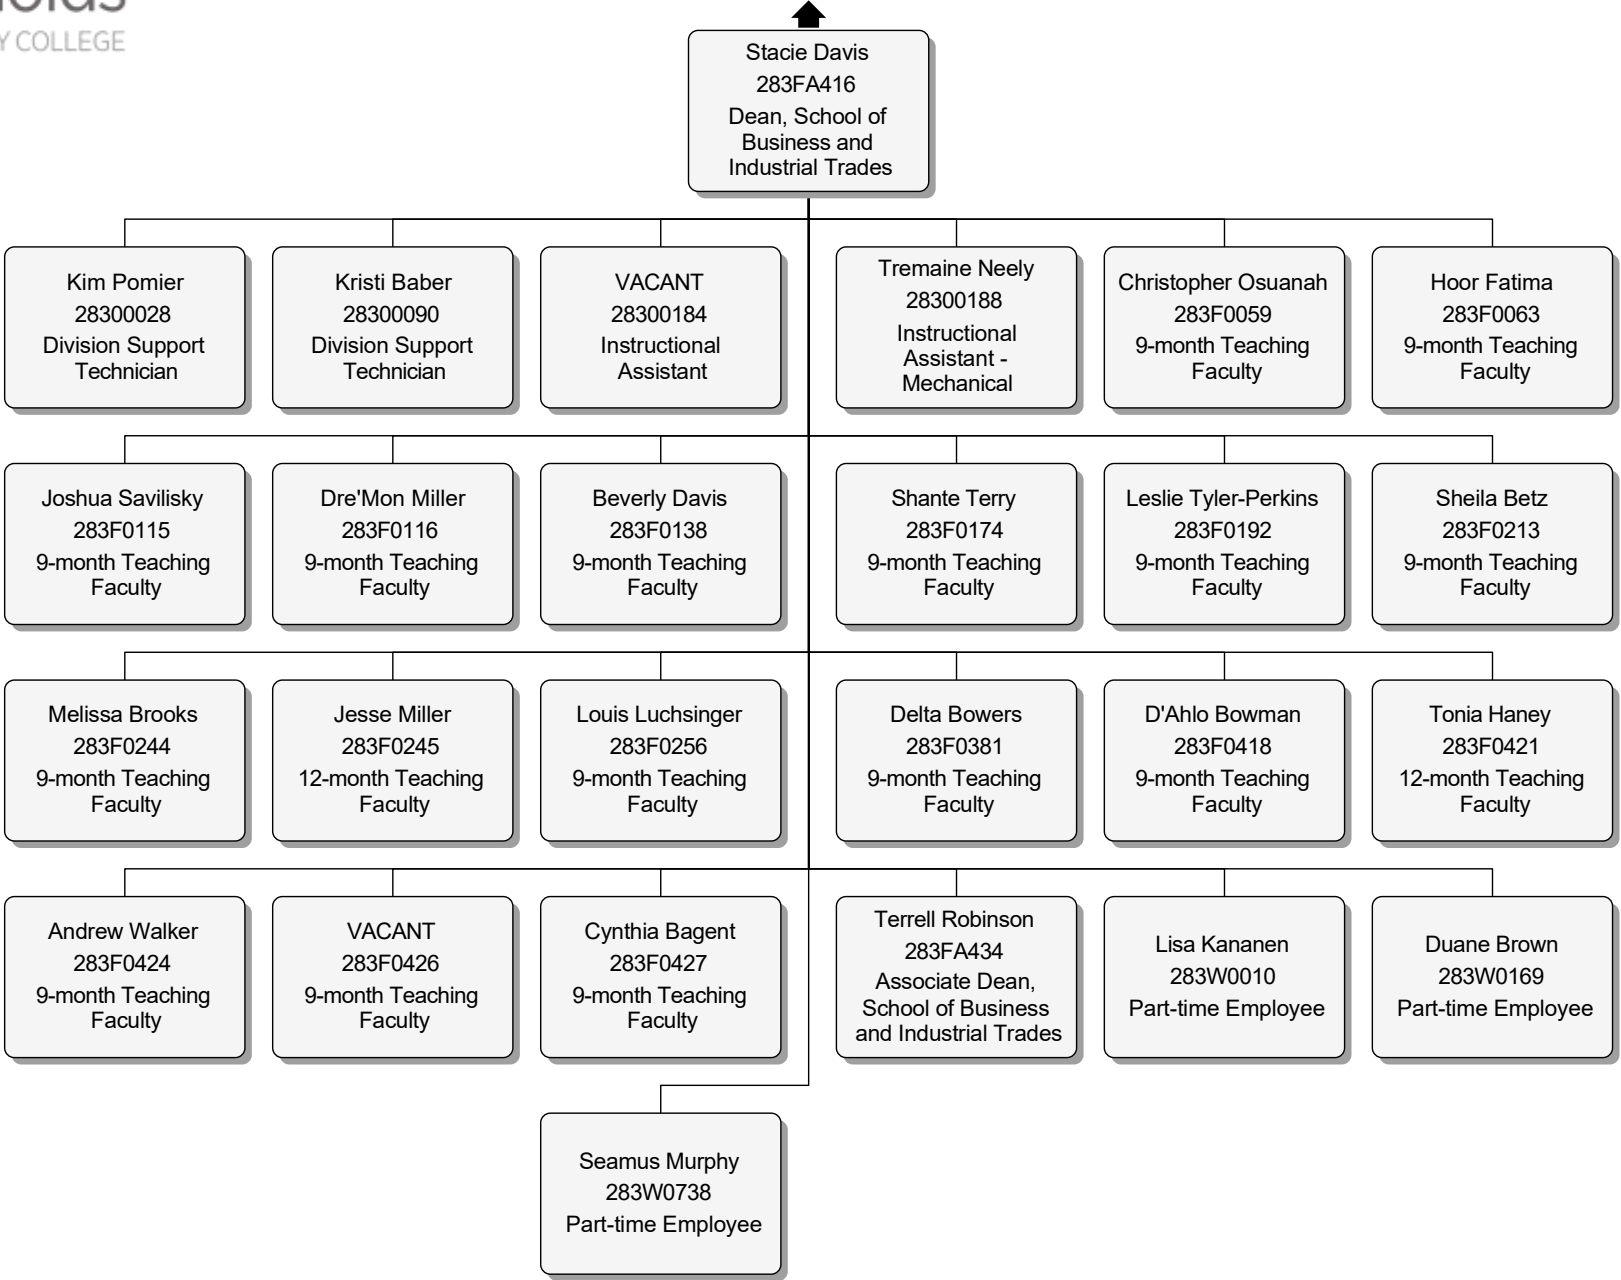 Y COLLEGE
Stacie Davis
283FA416
Dean, School of
Business and
Industrial Trades
Kim Pomier
28300028
Division Support
Technician
Kristi Baber
28300090
Division Support
Technician
VACANT
28300184
Instructional
Assistant
Tremaine Neely
28300188
Instructional
Assistant -
Mechanical
Christopher Osuanah
283F0059
9-month Teaching
Faculty
Hoor Fatima
283F0063
9-month Teaching
Faculty
Joshua Savilisky
283F0115
9-month Teaching
Faculty
Dre'Mon Miller
283F0116
9-month Teaching
Faculty
Beverly Davis
283F0138
9-month Teaching
Faculty
Shante Terry
283F0174
9-month Teaching
Faculty
Leslie Tyler-Perkins
283F0192
9-month Teaching
Faculty
Sheila Betz
283F0213
9-month Teaching
Faculty
Melissa Brooks
283F0244
9-month Teaching
Faculty
Jesse Miller
283F0245
12-month Teaching
Faculty
Louis Luchsinger
283F0256
9-month Teaching
Faculty
Delta Bowers
283F0381
9-month Teaching
Faculty
D'Ahlo Bowman
283F0418
9-month Teaching
Faculty
Tonia Haney
283F0421
12-month Teaching
Faculty
Andrew Walker
283F0424
9-month Teaching
Faculty
VACANT
283F0426
9-month Teaching
Faculty
Cynthia Bagent
283F0427
9-month Teaching
Faculty
Terrell Robinson
283FA434
Associate Dean,
School of Business
and Industrial Trades
Lisa Kananen
283W0010
Part-time Employee
Duane Brown
283W0169
Part-time Employee
Seamus Murphy
283W0738
Part-time Employee